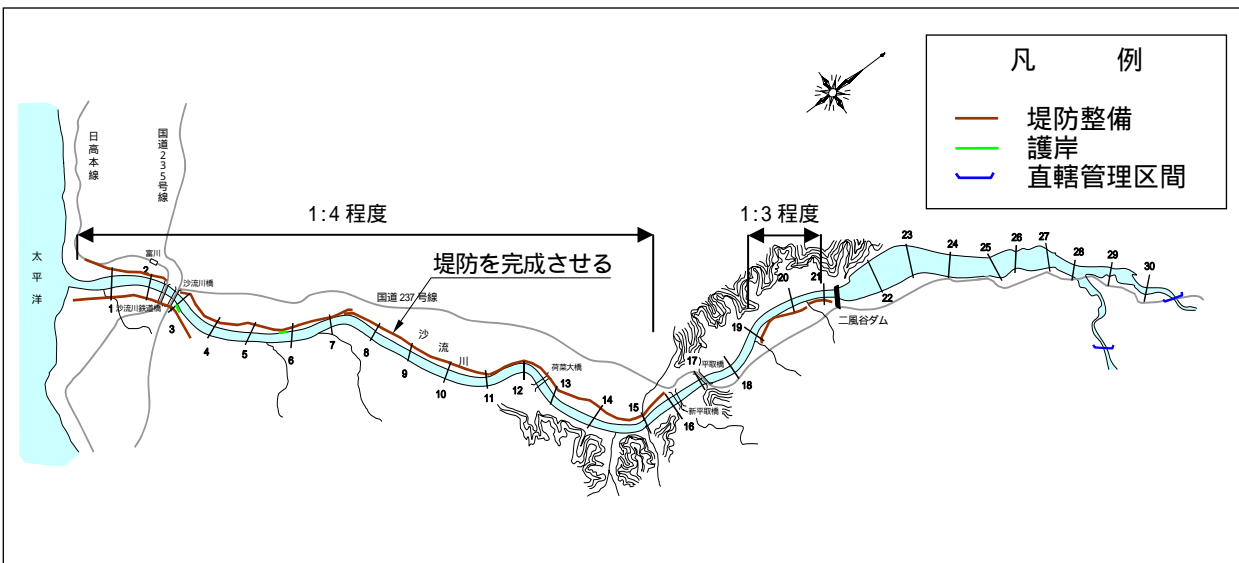 凡 例
堤防整備
護岸
直轄管理区間
日高本線
国道235号線
1:4 程度
1:3 程度
太平洋
富川
沙流川橋
堤防を完成させる
国道237号線
沙流川
沙流川鉄道橋
荷菜大橋
平取橋
新平取橋
二風谷ダム
1
2
3
4
5
6
7
8
9
10
11
12
13
14
15
16
17
18
19
20
21
22
23
24
25
26
27
28
29
30